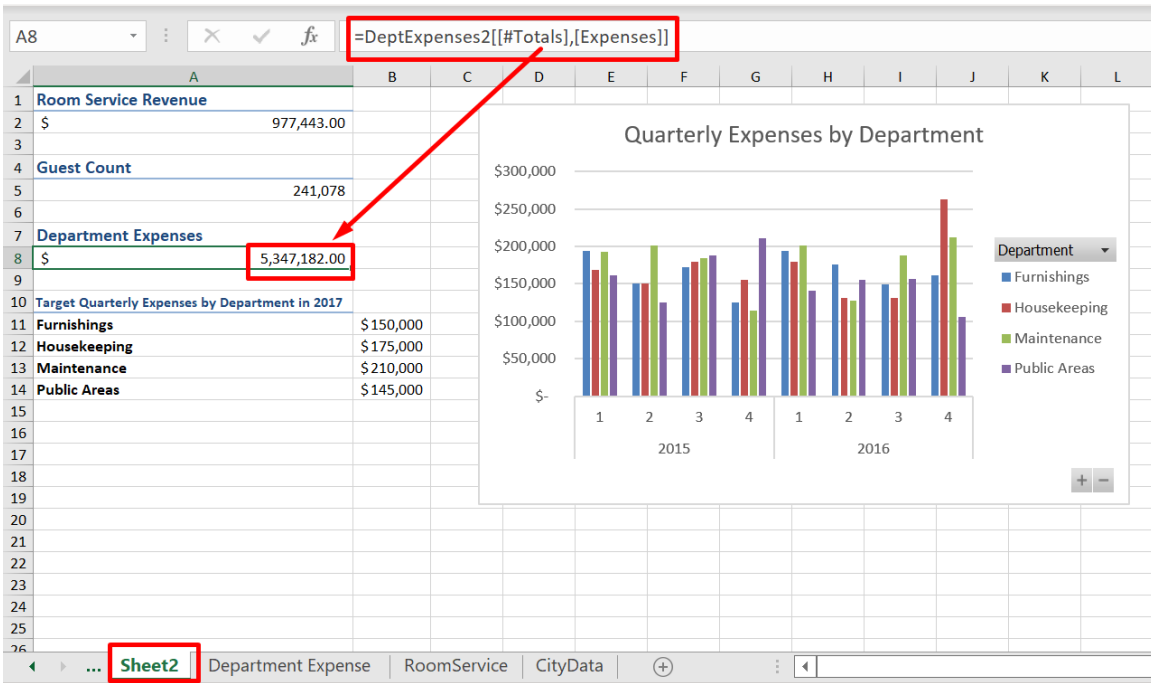 A8
fx
=DeptExpenses2[[#Totals],[Expenses]]
A B C D E F G H I J K L
1 Room Service Revenue
2 $ 977,443.00
3
4 Guest Count
5 241,078
6
7 Department Expenses
8 $ 5,347,182.00
9
10 Target Quarterly Expenses by Department in 2017
11 Furnishings $150,000
12 Housekeeping $175,000
13 Maintenance $210,000
14 Public Areas $145,000
15
16
17
18
19
20
21
22
23
24
25
26
Quarterly Expenses by Department
$300,000
$250,000
$200,000
$150,000
$100,000
$50,000
$-
1 2 3 4 1 2 3 4
2015 2016
Department
Furnishings
Housekeeping
Maintenance
Public Areas
+ −
... Sheet2 Department Expense RoomService CityData